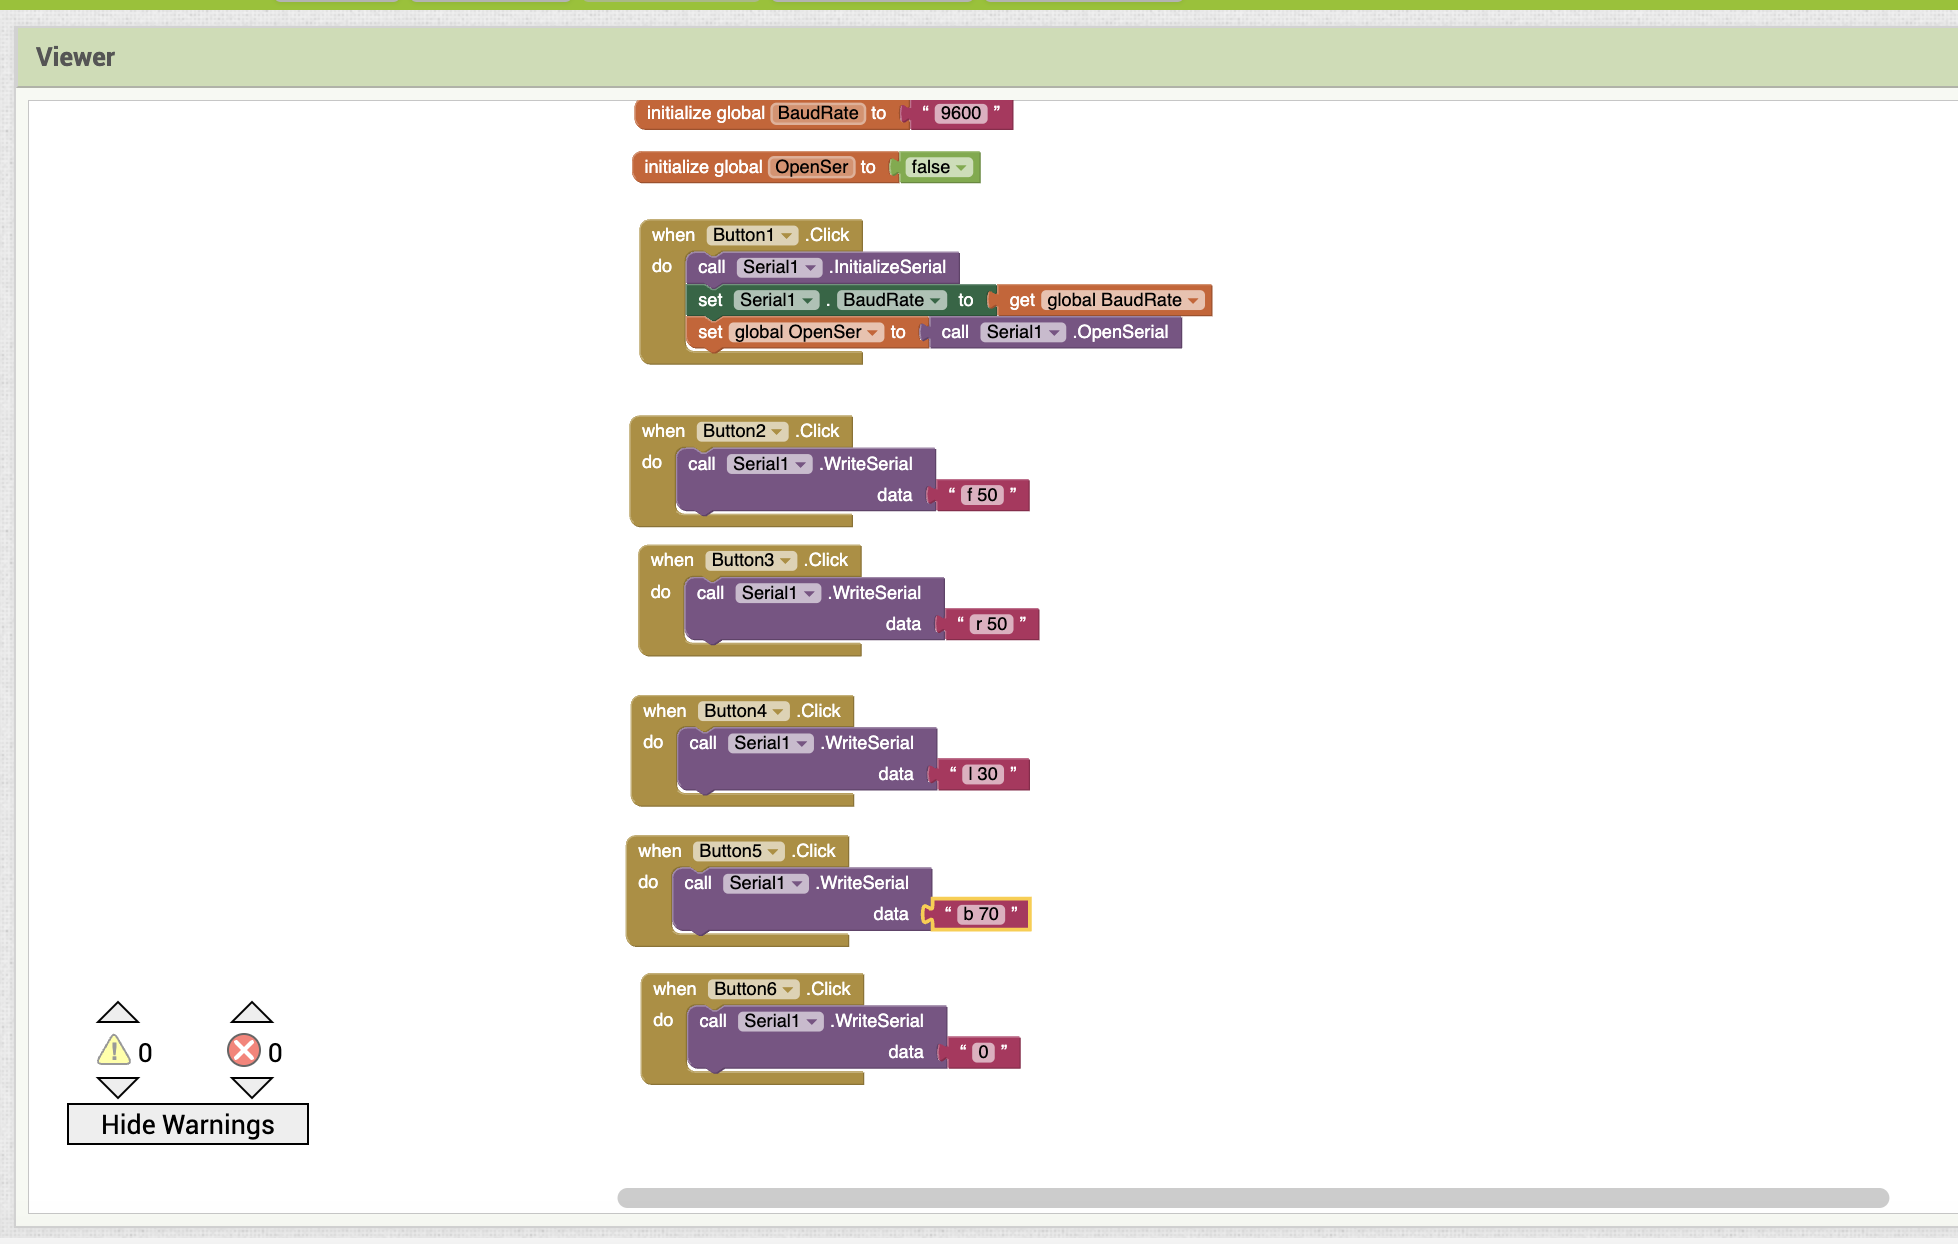 Viewer
initialize global BaudRate to “ 9600 ”
initialize global OpenSer to false
when Button1 .Click
do call Serial1 .InitializeSerial
set Serial1 . BaudRate to get global BaudRate
set global OpenSer to call Serial1 .OpenSerial
when Button2 .Click
do call Serial1 .WriteSerial
data “ f 50 ”
when Button3 .Click
do call Serial1 .WriteSerial
data “ r 50 ”
when Button4 .Click
do call Serial1 .WriteSerial
data “ l 30 ”
when Button5 .Click
do call Serial1 .WriteSerial
data “ b 70 ”
when Button6 .Click
do call Serial1 .WriteSerial
data “ 0 ”
0 0
Hide Warnings